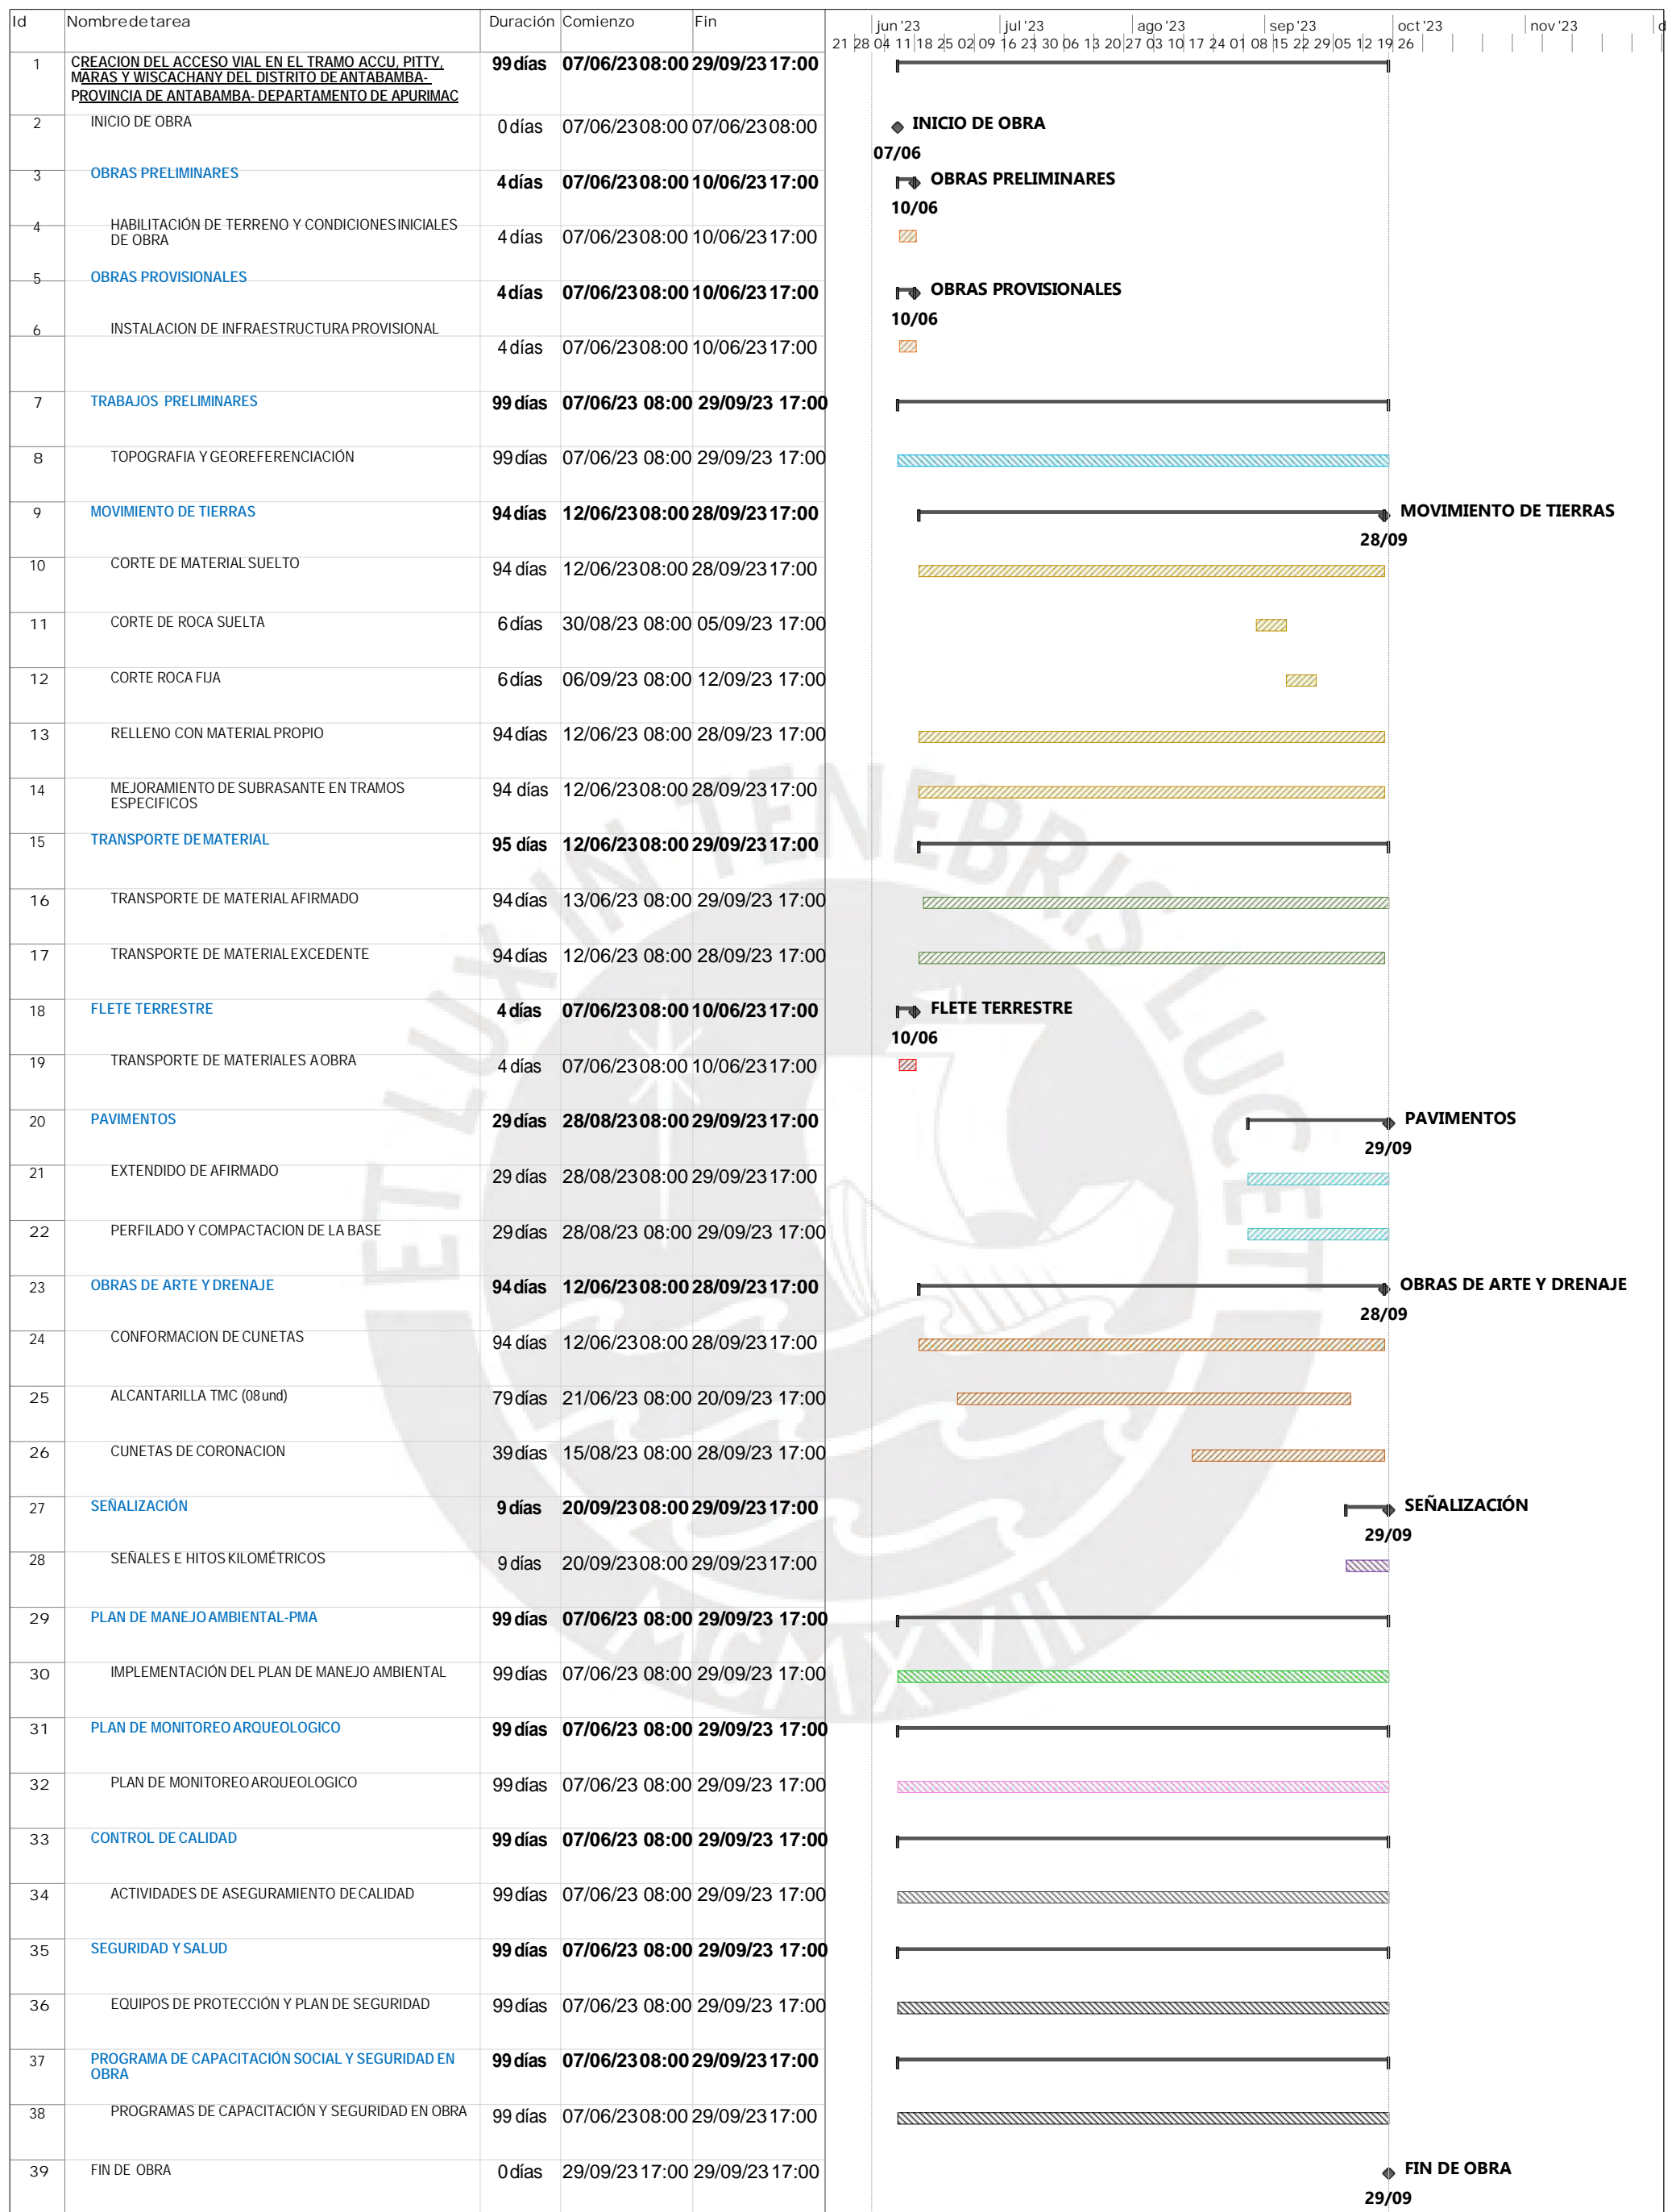 Id Nombre de tarea Duración Comienzo Fin jun '23 jul '23 ago '23 sep '23 oct '23 nov '23 d
21 28 04 11 18 25 02 09 16 23 30 06 13 20 27 03 10 17 24 01 08 15 22 29 05 12 19 26
1 CREACION DEL ACCESO VIAL EN EL TRAMO ACCU, PITTY, 99 días 07/06/23 08:00 29/09/23 17:00
MARAS Y WISCACHANY DEL DISTRITO DE ANTABAMBA-
PROVINCIA DE ANTABAMBA- DEPARTAMENTO DE APURIMAC
2 INICIO DE OBRA 0 días 07/06/23 08:00 07/06/23 08:00 INICIO DE OBRA
07/06
3 OBRAS PRELIMINARES 4 días 07/06/23 08:00 10/06/23 17:00 OBRAS PRELIMINARES
10/06
4 HABILITACIÓN DE TERRENO Y CONDICIONES INICIALES
DE OBRA 4 días 07/06/23 08:00 10/06/23 17:00
5 OBRAS PROVISIONALES 4 días 07/06/23 08:00 10/06/23 17:00 OBRAS PROVISIONALES
10/06
6 INSTALACION DE INFRAESTRUCTURA PROVISIONAL 4 días 07/06/23 08:00 10/06/23 17:00
7 TRABAJOS PRELIMINARES 99 días 07/06/23 08:00 29/09/23 17:00
8 TOPOGRAFIA Y GEOREFERENCIACIÓN 99 días 07/06/23 08:00 29/09/23 17:00
9 MOVIMIENTO DE TIERRAS 94 días 12/06/23 08:00 28/09/23 17:00 MOVIMIENTO DE TIERRAS
28/09
10 CORTE DE MATERIAL SUELTO 94 días 12/06/23 08:00 28/09/23 17:00
11 CORTE DE ROCA SUELTA 6 días 30/08/23 08:00 05/09/23 17:00
12 CORTE ROCA FIJA 6 días 06/09/23 08:00 12/09/23 17:00
13 RELLENO CON MATERIAL PROPIO 94 días 12/06/23 08:00 28/09/23 17:00
14 MEJORAMIENTO DE SUBRASANTE EN TRAMOS 94 días 12/06/23 08:00 28/09/23 17:00
ESPECIFICOS
15 TRANSPORTE DE MATERIAL 95 días 12/06/23 08:00 29/09/23 17:00
16 TRANSPORTE DE MATERIAL AFIRMADO 94 días 13/06/23 08:00 29/09/23 17:00
17 TRANSPORTE DE MATERIAL EXCEDENTE 94 días 12/06/23 08:00 28/09/23 17:00
18 FLETE TERRESTRE 4 días 07/06/23 08:00 10/06/23 17:00 FLETE TERRESTRE
10/06
19 TRANSPORTE DE MATERIALES A OBRA 4 días 07/06/23 08:00 10/06/23 17:00
20 PAVIMENTOS 29 días 28/08/23 08:00 29/09/23 17:00 PAVIMENTOS
29/09
21 EXTENDIDO DE AFIRMADO 29 días 28/08/23 08:00 29/09/23 17:00
22 PERFILADO Y COMPACTACION DE LA BASE 29 días 28/08/23 08:00 29/09/23 17:00
23 OBRAS DE ARTE Y DRENAJE 94 días 12/06/23 08:00 28/09/23 17:00 OBRAS DE ARTE Y DRENAJE
28/09
24 CONFORMACION DE CUNETAS 94 días 12/06/23 08:00 28/09/23 17:00
25 ALCANTARILLA TMC (08 und) 79 días 21/06/23 08:00 20/09/23 17:00
26 CUNETAS DE CORONACION 39 días 15/08/23 08:00 28/09/23 17:00
27 SEÑALIZACIÓN 9 días 20/09/23 08:00 29/09/23 17:00 SEÑALIZACIÓN
29/09
28 SEÑALES E HITOS KILOMÉTRICOS 9 días 20/09/23 08:00 29/09/23 17:00
29 PLAN DE MANEJO AMBIENTAL-PMA 99 días 07/06/23 08:00 29/09/23 17:00
30 IMPLEMENTACIÓN DEL PLAN DE MANEJO AMBIENTAL 99 días 07/06/23 08:00 29/09/23 17:00
31 PLAN DE MONITOREO ARQUEOLOGICO 99 días 07/06/23 08:00 29/09/23 17:00
32 PLAN DE MONITOREO ARQUEOLOGICO 99 días 07/06/23 08:00 29/09/23 17:00
33 CONTROL DE CALIDAD 99 días 07/06/23 08:00 29/09/23 17:00
34 ACTIVIDADES DE ASEGURAMIENTO DE CALIDAD 99 días 07/06/23 08:00 29/09/23 17:00
35 SEGURIDAD Y SALUD 99 días 07/06/23 08:00 29/09/23 17:00
36 EQUIPOS DE PROTECCIÓN Y PLAN DE SEGURIDAD 99 días 07/06/23 08:00 29/09/23 17:00
37 PROGRAMA DE CAPACITACIÓN SOCIAL Y SEGURIDAD EN 99 días 07/06/23 08:00 29/09/23 17:00
OBRA
38 PROGRAMAS DE CAPACITACIÓN Y SEGURIDAD EN OBRA 99 días 07/06/23 08:00 29/09/23 17:00
39 FIN DE OBRA 0 días 29/09/23 17:00 29/09/23 17:00 FIN DE OBRA
29/09
ET LUX IN TENEBRIS LUCET
MCMXVII